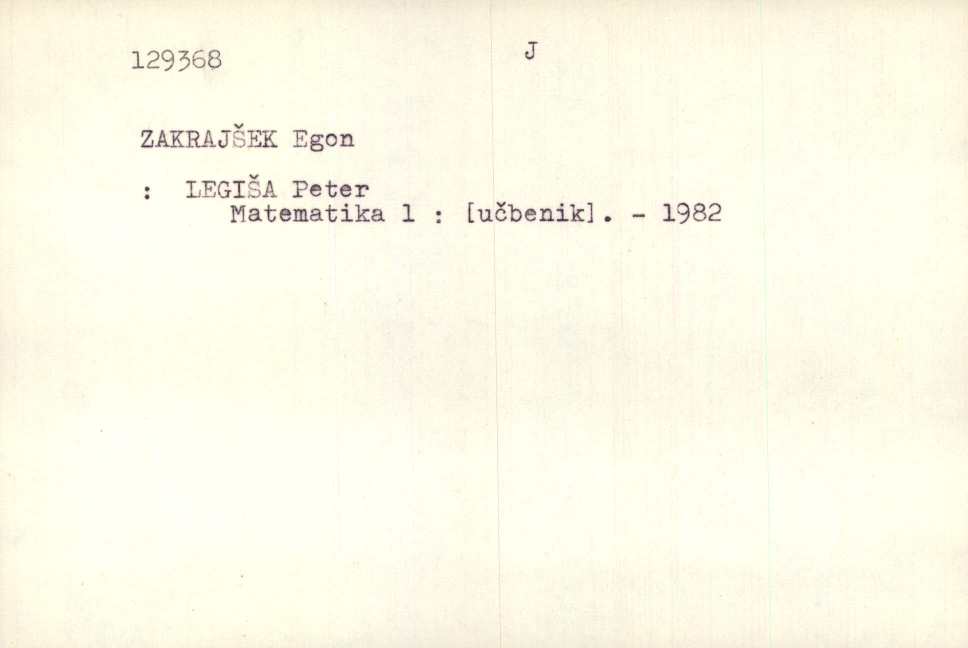 129368 J
ZAKRAJŠEK Egon
: LEGIŠA Peter
Matematika 1 : [učbenik]. - 1982